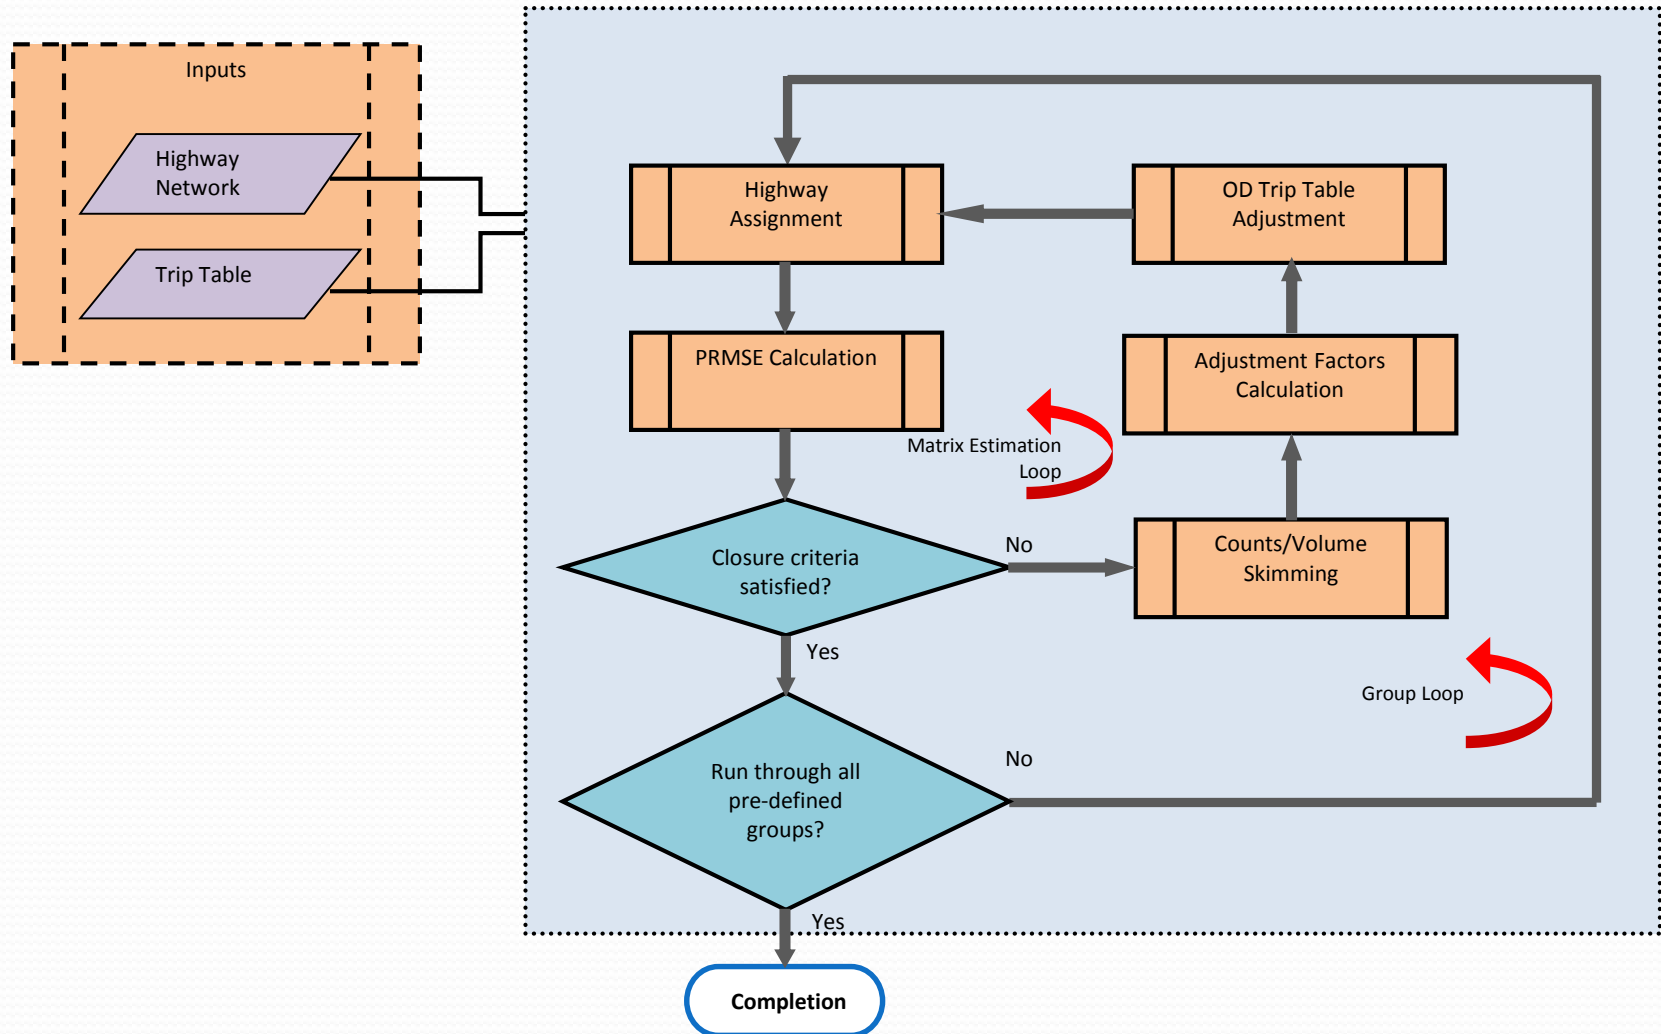 Inputs
Highway
Network
Trip Table
Highway
Assignment
OD Trip Table
Adjustment
PRMSE Calculation
Adjustment Factors
Calculation
Matrix Estimation
Loop
Closure criteria
satisfied?
No
Counts/Volume
Skimming
Yes
Group Loop
Run through all
pre-defined
groups?
No
Yes
Completion